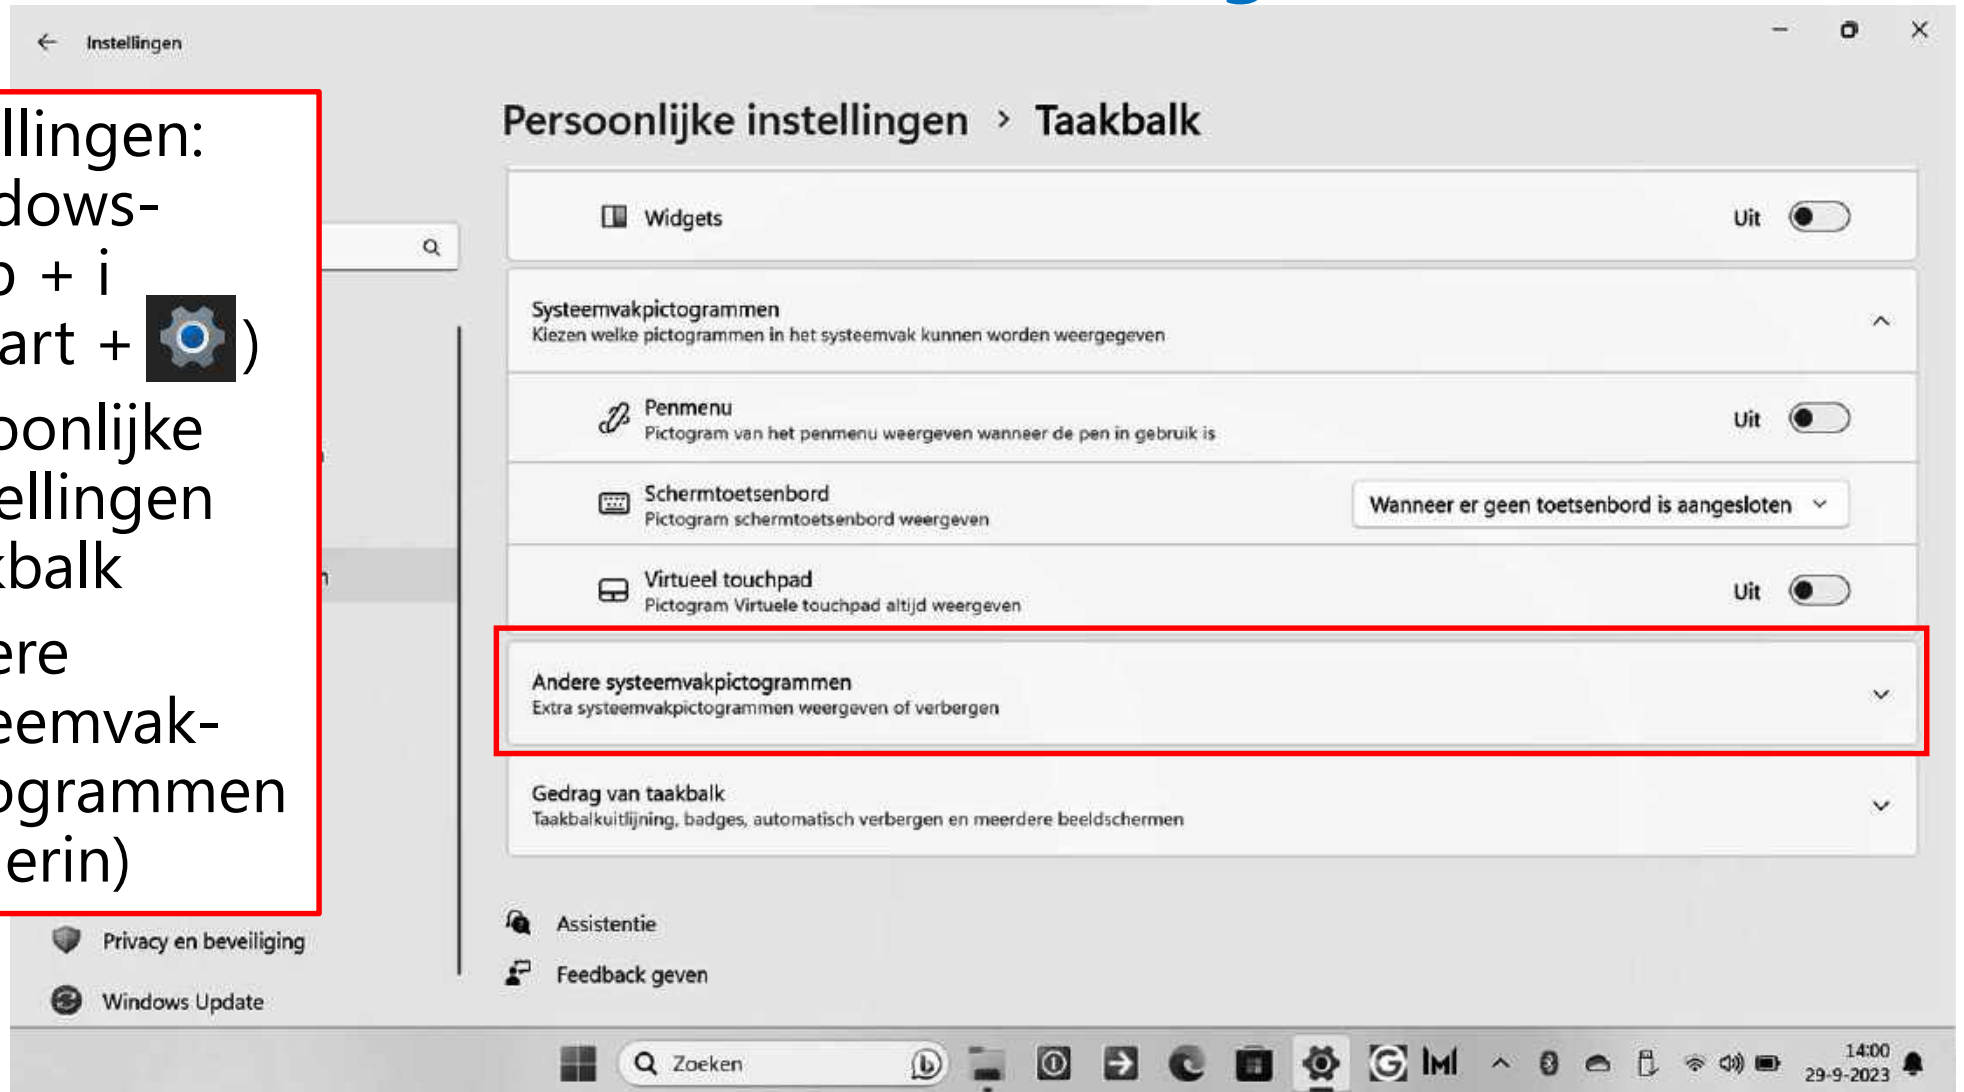 Instellingen
llingen:
dows-
+ i
art + )
oonlijke
ellingen
kbalk
ere
eemvak-
ogrammen
erin)
Persoonlijke instellingen > Taakbalk
Widgets
Uit
Systeemvakpictogrammen
Kiezen welke pictogrammen in het systeemvak kunnen worden weergegeven
Penmenu
Pictogram van het penmenu weergeven wanneer de pen in gebruik is
Uit
Schermtoetsenbord
Pictogram schermtoetsenbord weergeven
Wanneer er geen toetsenbord is aangesloten
Virtueel touchpad
Pictogram Virtuele touchpad altijd weergeven
Uit
Andere systeemvakpictogrammen
Extra systeemvakpictogrammen weergeven of verbergen
Gedrag van taakbalk
Taakbalkuitlijning, badges, automatisch verbergen en meerdere beeldschermen
Assistentie
Feedback geven
Privacy en beveiliging
Windows Update
Zoeken
14:00
29-9-2023